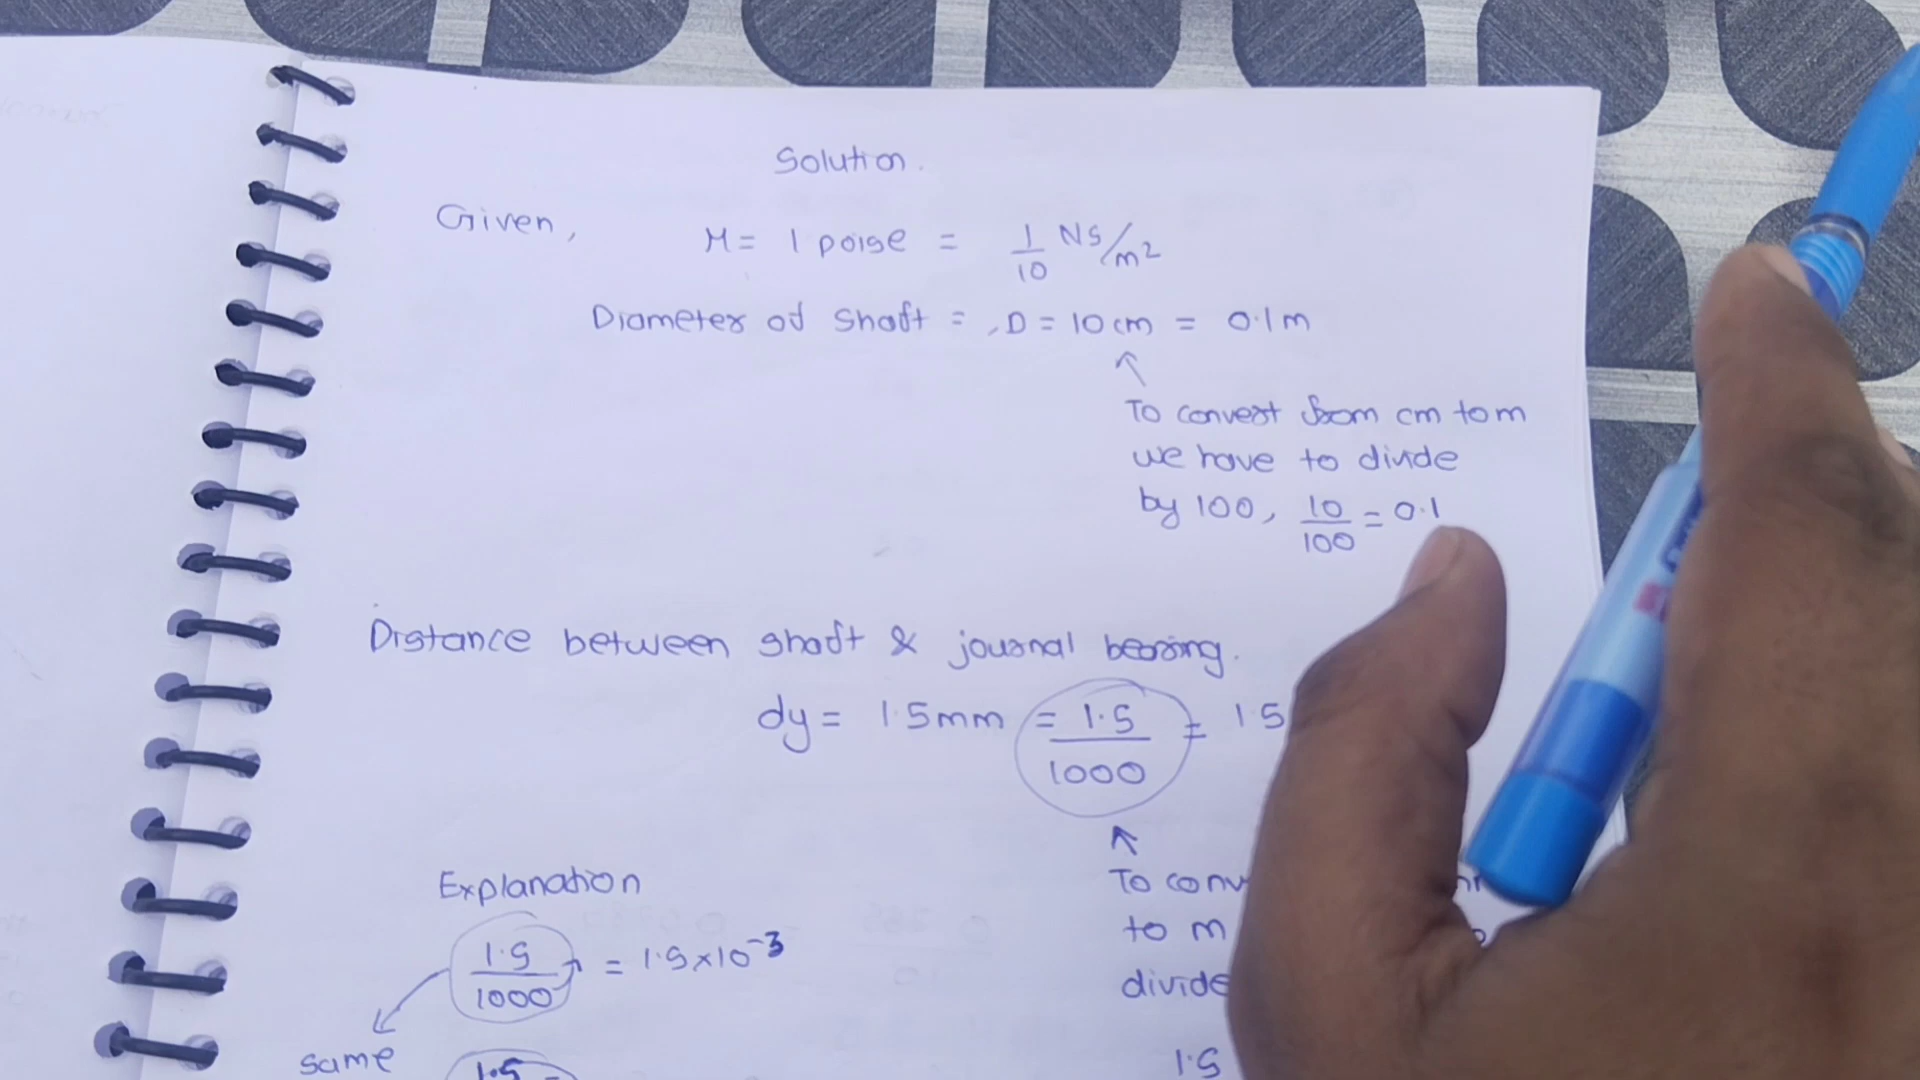 Solution.
Given,
M = 1 poise = 1/10 NS/m2
Diameter of Shaft = , D = 10 cm = 0.1m
To convert from cm to m
we have to divide
by 100, 10/100 = 0.1
Distance between shaft & journal bearing.
dy = 1.5mm = 1.5/1000 = 1.5
To conv
to m
divide
1.5
Explanation
1.5/1000 = 1.5×10-3
same
1.5